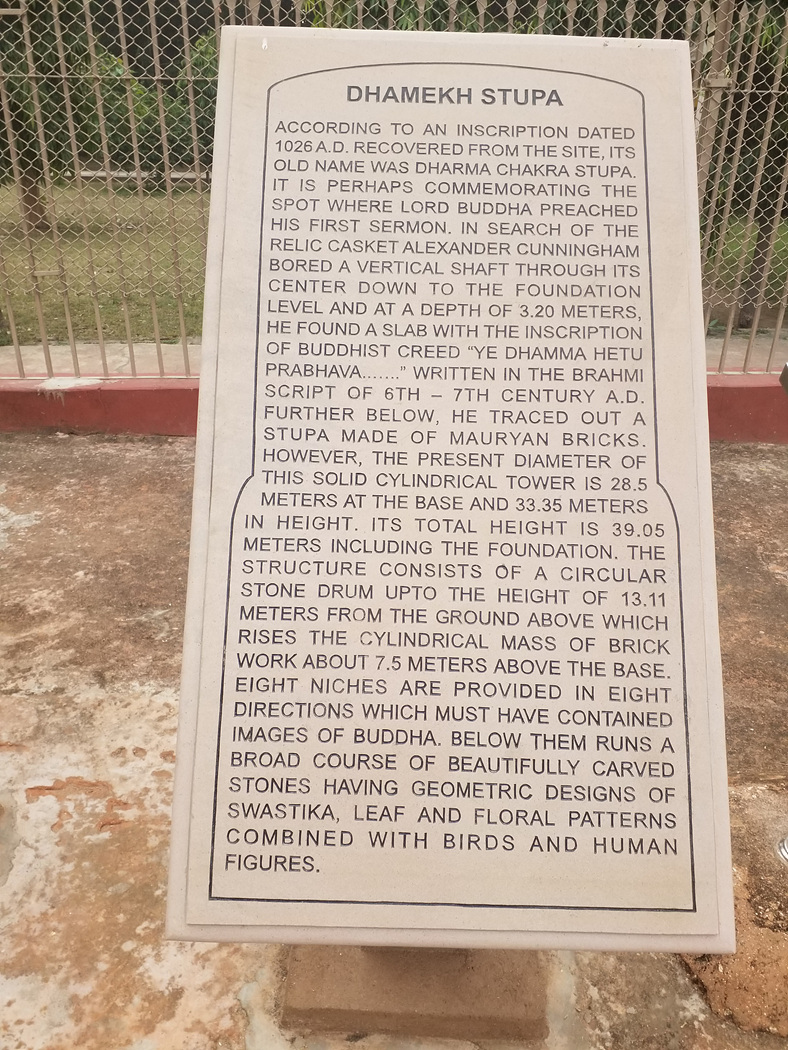 DHAMEKH STUPA
ACCORDING TO AN INSCRIPTION DATED
1026 A.D. RECOVERED FROM THE SITE, ITS
OLD NAME WAS DHARMA CHAKRA STUPA.
IT IS PERHAPS COMMEMORATING THE
SPOT WHERE LORD BUDDHA PREACHED
HIS FIRST SERMON. IN SEARCH OF THE
RELIC CASKET ALEXANDER CUNNINGHAM
BORED A VERTICAL SHAFT THROUGH ITS
CENTER DOWN TO THE FOUNDATION
LEVEL AND AT A DEPTH OF 3.20 METERS,
HE FOUND A SLAB WITH THE INSCRIPTION
OF BUDDHIST CREED “YE DHAMMA HETU
PRABHAVA.......” WRITTEN IN THE BRAHMI
SCRIPT OF 6TH – 7TH CENTURY A.D.
FURTHER BELOW, HE TRACED OUT A
STUPA MADE OF MAURYAN BRICKS.
HOWEVER, THE PRESENT DIAMETER OF
THIS SOLID CYLINDRICAL TOWER IS 28.5
METERS AT THE BASE AND 33.35 METERS
IN HEIGHT. ITS TOTAL HEIGHT IS 39.05
METERS INCLUDING THE FOUNDATION. THE
STRUCTURE CONSISTS OF A CIRCULAR
STONE DRUM UPTO THE HEIGHT OF 13.11
METERS FROM THE GROUND ABOVE WHICH
RISES THE CYLINDRICAL MASS OF BRICK
WORK ABOUT 7.5 METERS ABOVE THE BASE.
EIGHT NICHES ARE PROVIDED IN EIGHT
DIRECTIONS WHICH MUST HAVE CONTAINED
IMAGES OF BUDDHA. BELOW THEM RUNS A
BROAD COURSE OF BEAUTIFULLY CARVED
STONES HAVING GEOMETRIC DESIGNS OF
SWASTIKA, LEAF AND FLORAL PATTERNS
COMBINED WITH BIRDS AND HUMAN
FIGURES.